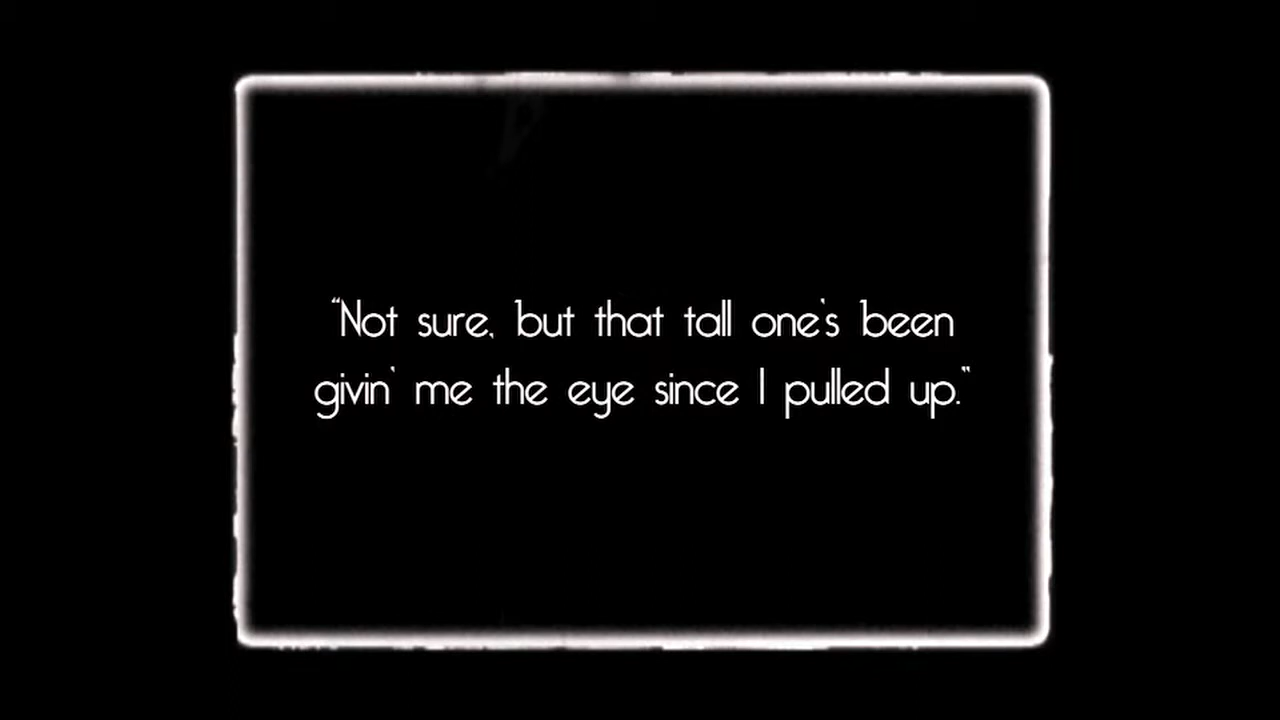 “Not sure, but that tall one's been
givin' me the eye since I pulled up.”